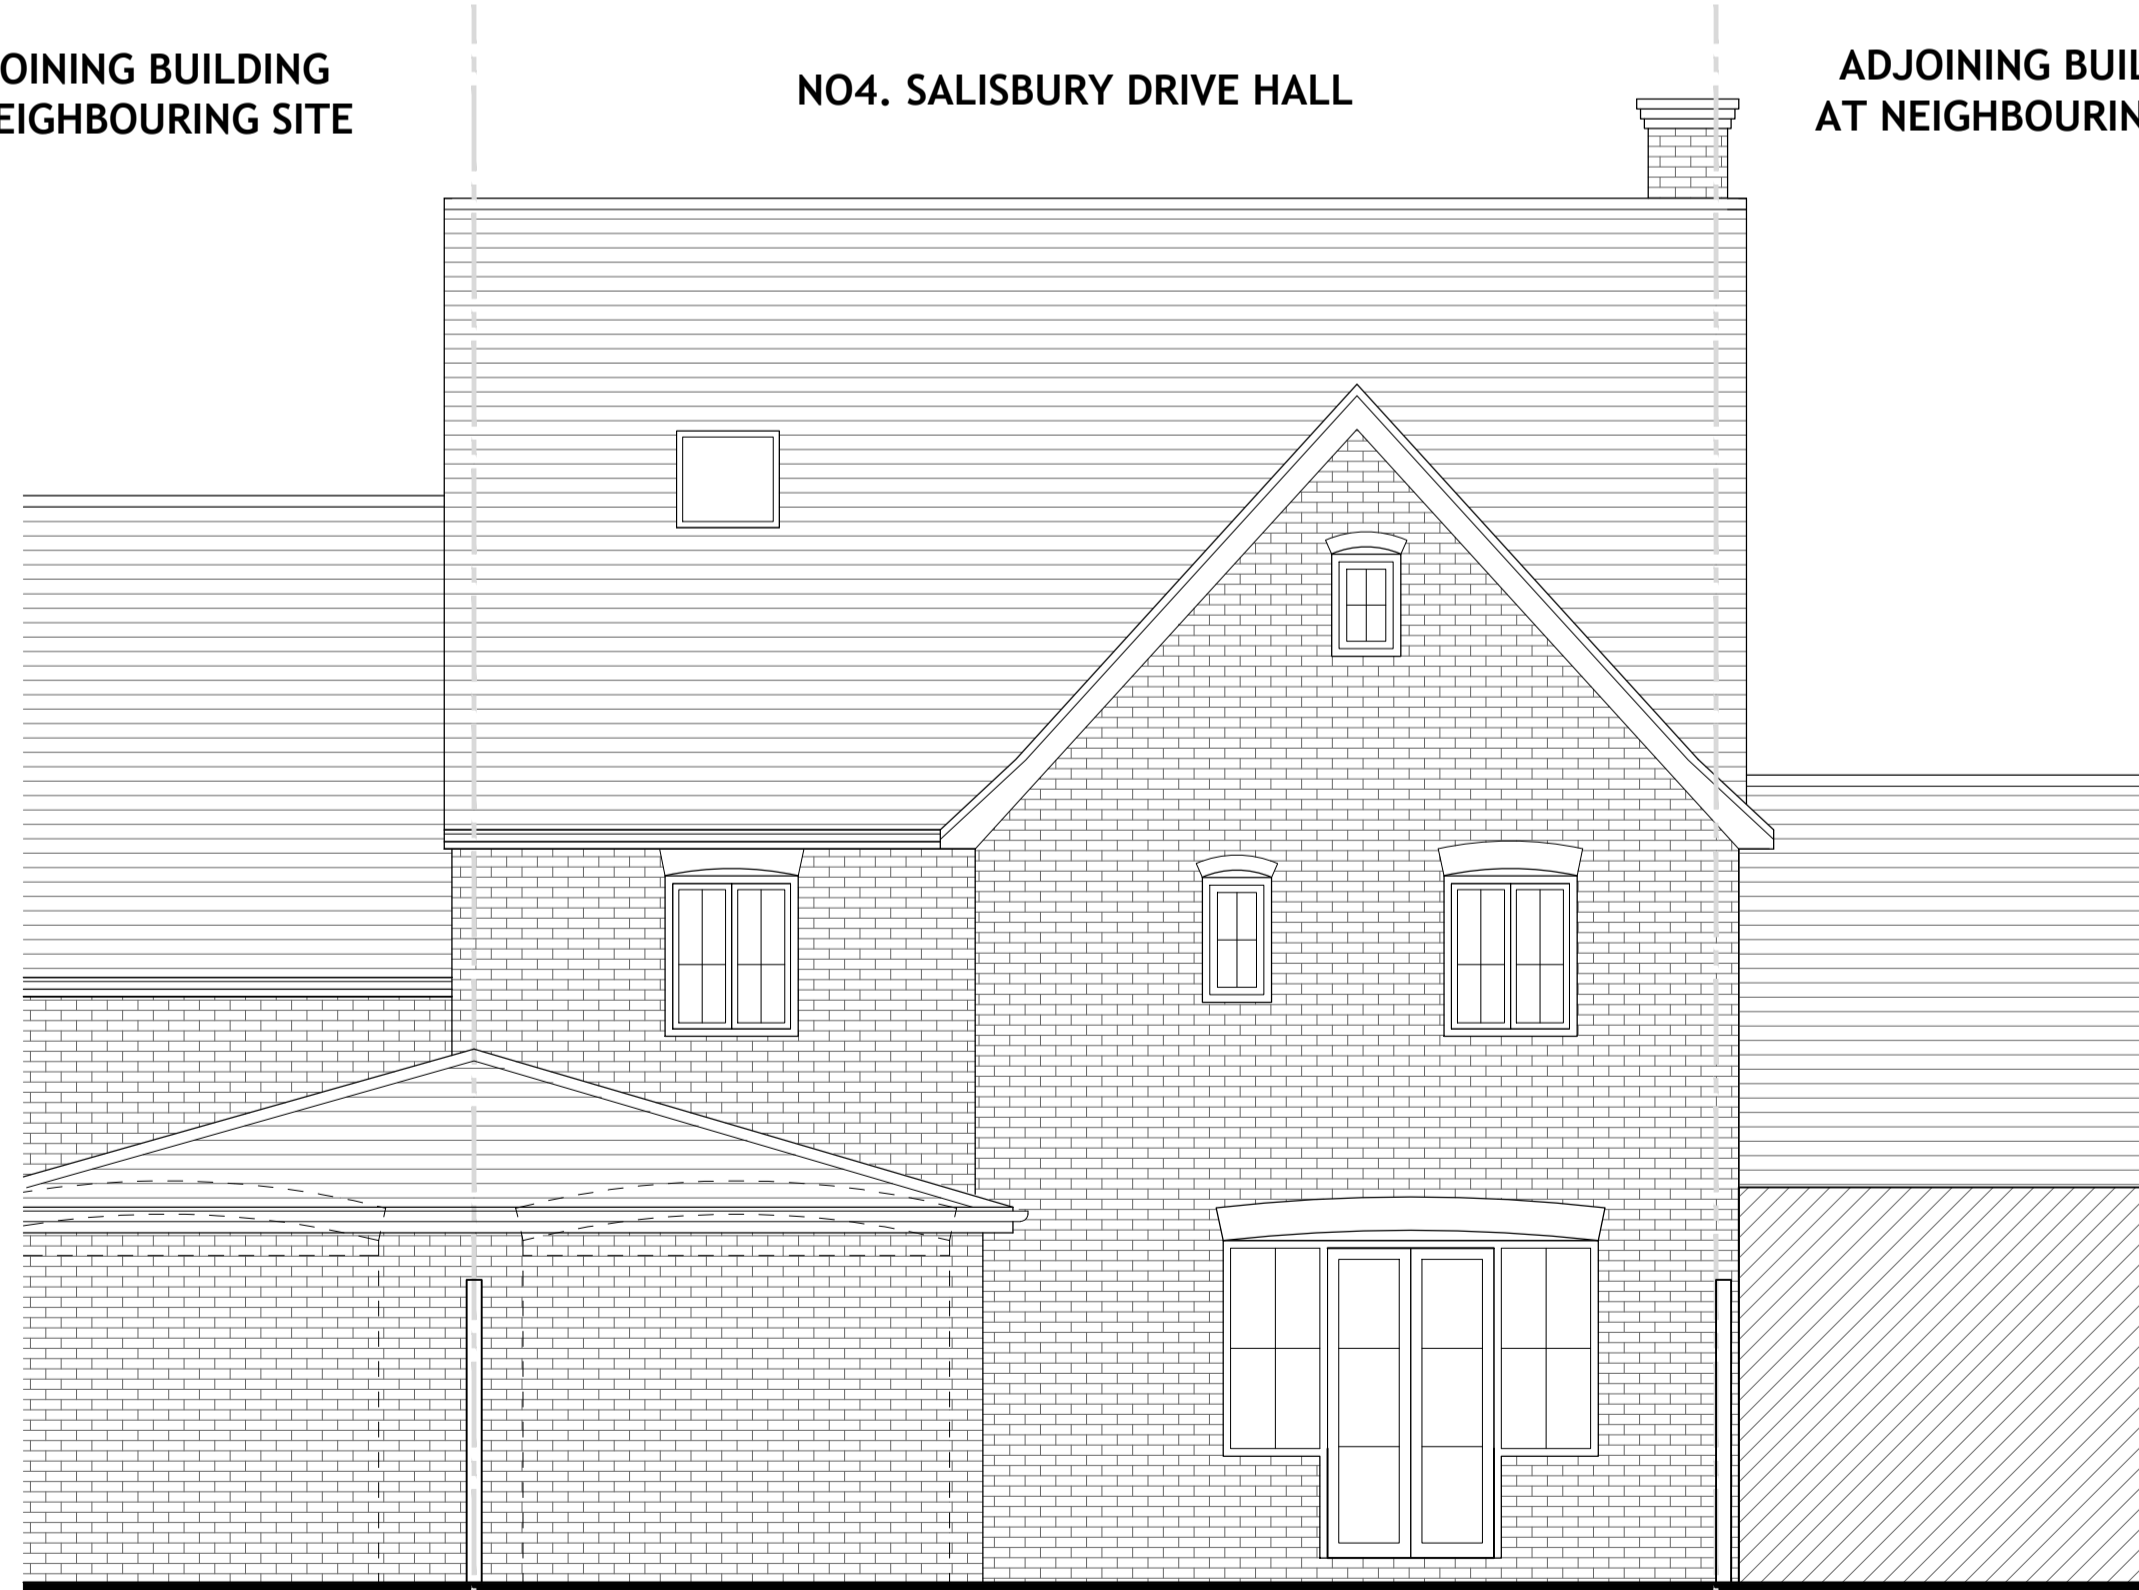 OINING BUILDING
EIGHBOURING SITE
NO4. SALISBURY DRIVE HALL
ADJOINING BUIL
AT NEIGHBOURIN